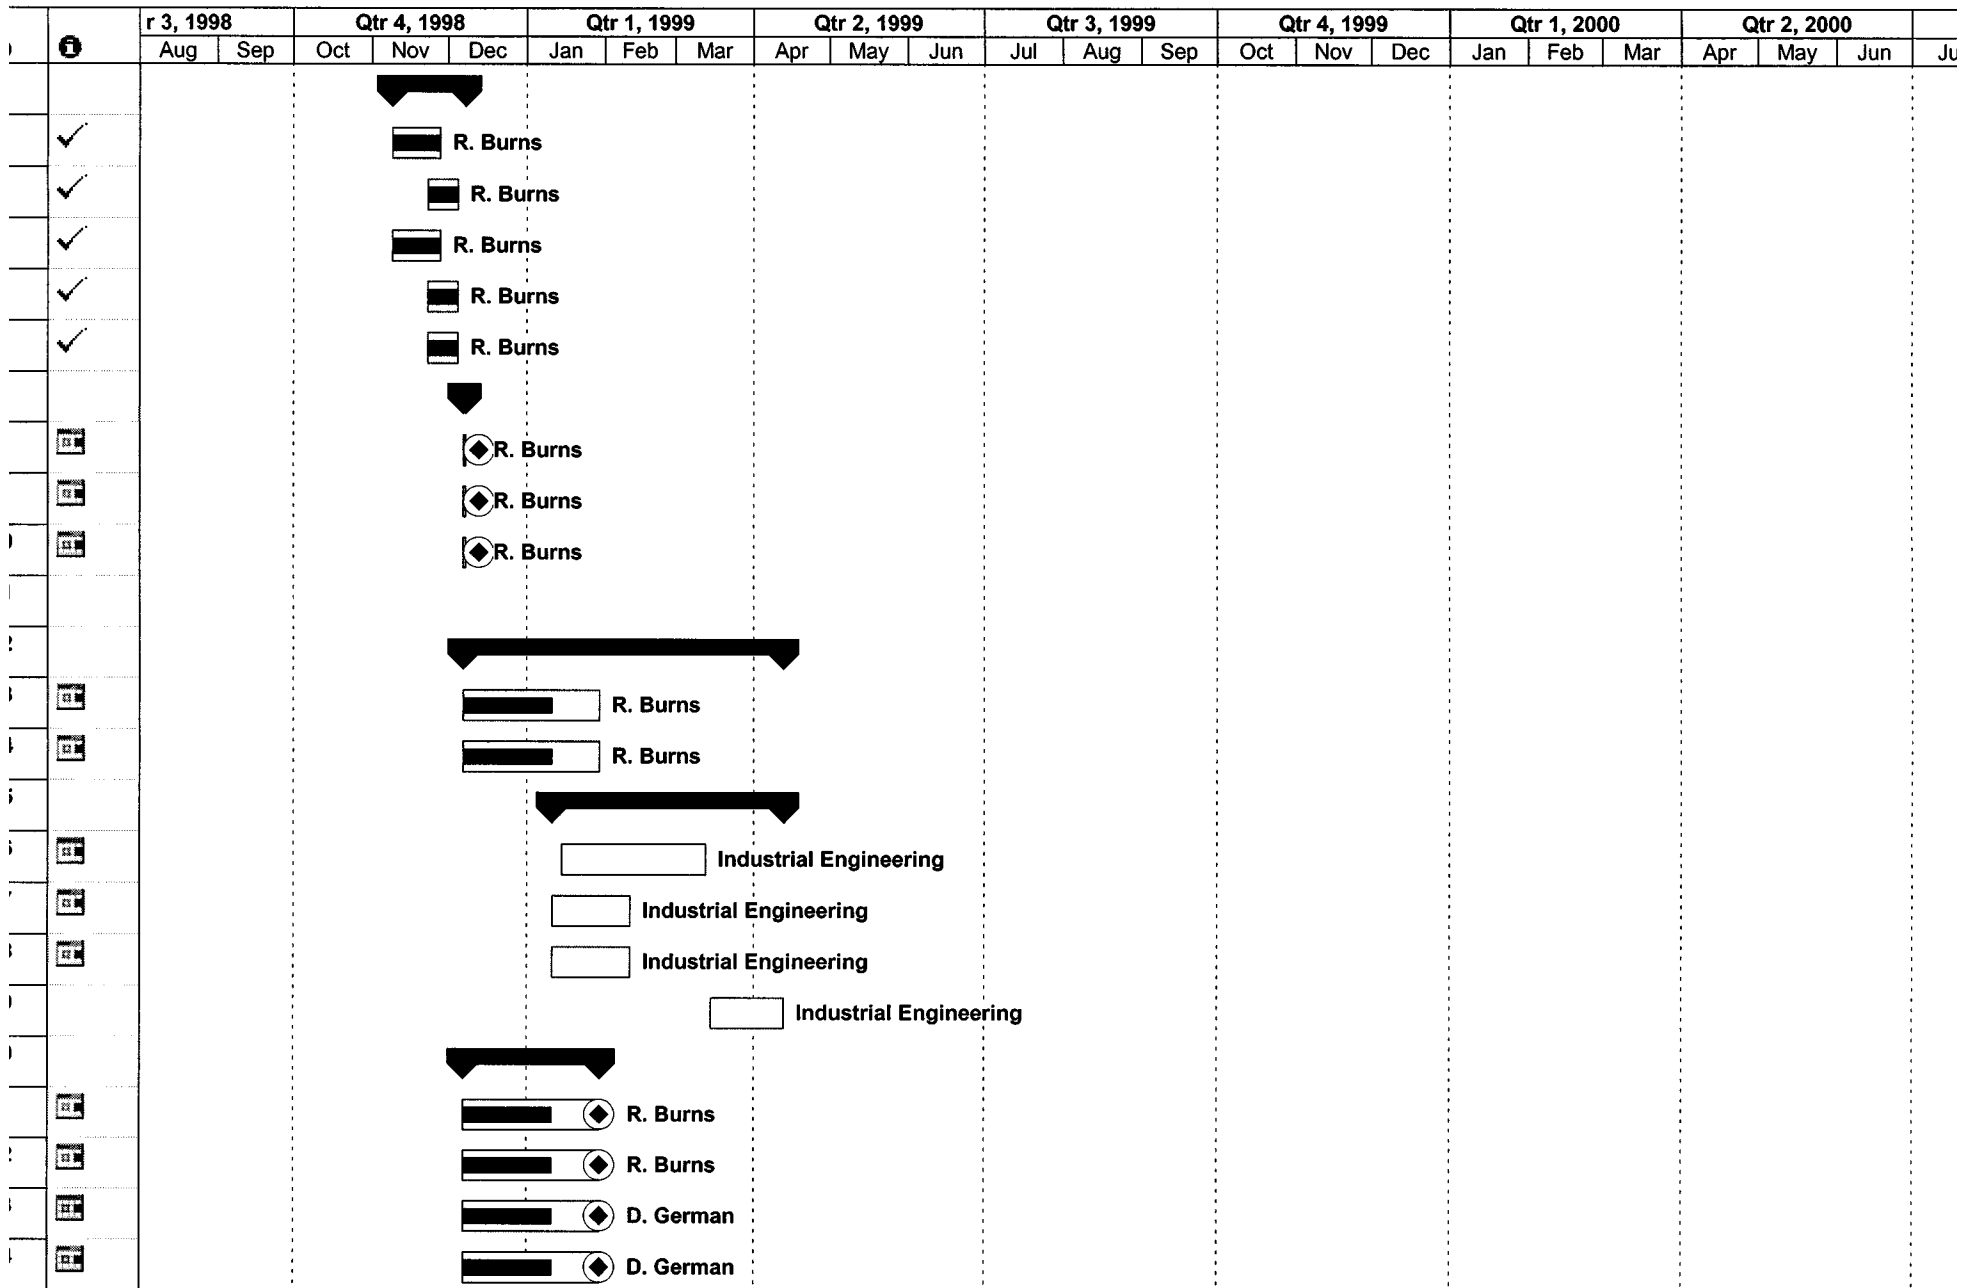 r 3, 1998 Qtr 4, 1998 Qtr 1, 1999 Qtr 2, 1999 Qtr 3, 1999 Qtr 4, 1999 Qtr 1, 2000 Qtr 2, 2000
Aug Sep Oct Nov Dec Jan Feb Mar Apr May Jun Jul Aug Sep Oct Nov Dec Jan Feb Mar Apr May Jun Ju
R. Burns
R. Burns
R. Burns
R. Burns
R. Burns
R. Burns
R. Burns
R. Burns
R. Burns
R. Burns
Industrial Engineering
Industrial Engineering
Industrial Engineering
Industrial Engineering
R. Burns
R. Burns
D. German
D. German